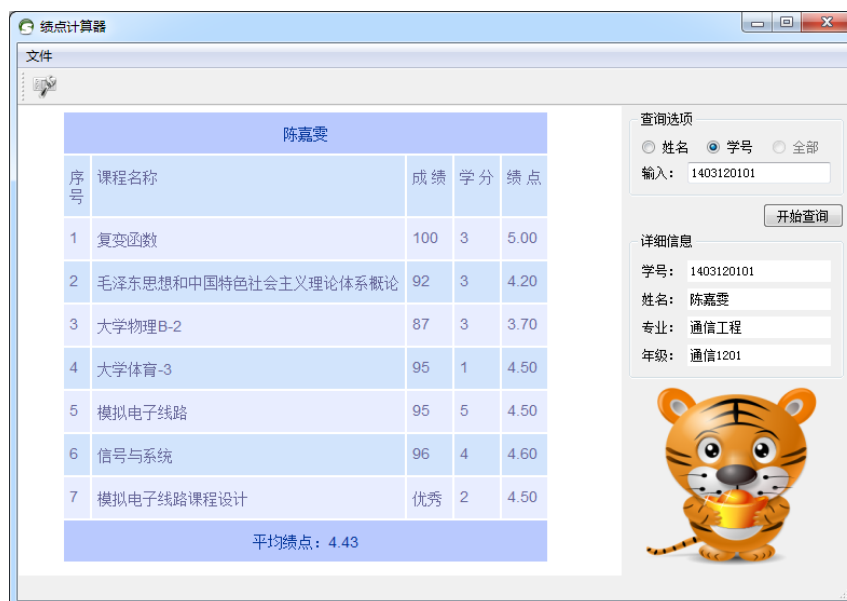 绩点计算器
文件
陈嘉雯
序号 课程名称 成绩 学分 绩点
1 复变函数 100 3 5.00
2 毛泽东思想和中国特色社会主义理论体系概论 92 3 4.20
3 大学物理B-2 87 3 3.70
4 大学体育-3 95 1 4.50
5 模拟电子线路 95 5 4.50
6 信号与系统 96 4 4.60
7 模拟电子线路课程设计 优秀 2 4.50
平均绩点：4.43
查询选项
姓名 学号 全部
输入： 1403120101
开始查询
详细信息
学号： 1403120101
姓名： 陈嘉雯
专业： 通信工程
年级： 通信1201